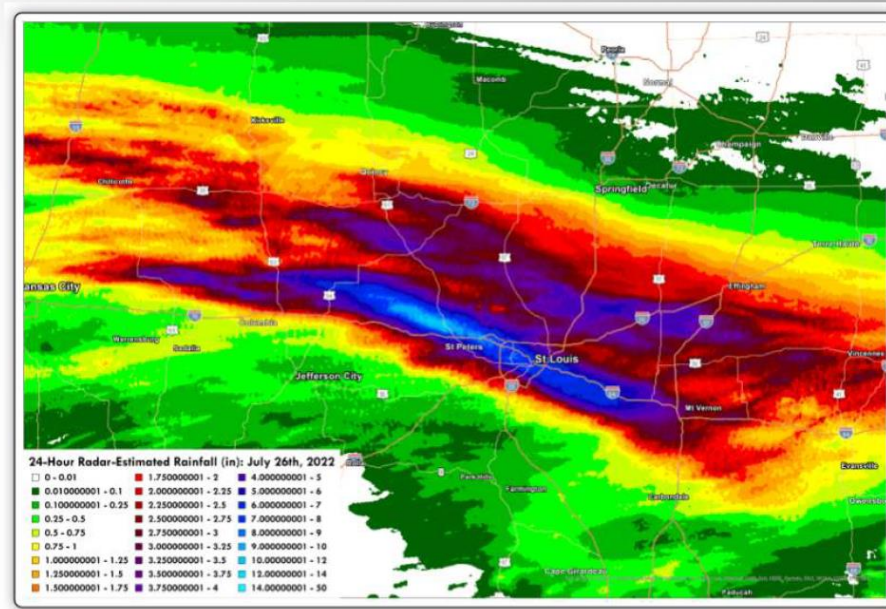 Macomb
Peoria
Normal
Kirksville
Champaign
Danville
Quincy
Chillicothe
Springfield
Decatur
Terre Haute
Effingham
ansas City
Columbia
Warrensburg
Sedalia
St Peters
St Louis
Vincennes
Jefferson City
Mt Vernon
Evansville
Park Hills
Farmington
Carbondale
Owensbo
Cape Girardeau
Paducah
24-Hour Radar-Estimated Rainfall (in): July 26th, 2022
0 - 0.01
0.010000001 - 0.1
0.100000001 - 0.25
0.25 - 0.5
0.5 - 0.75
0.75 - 1
1.000000001 - 1.25
1.250000001 - 1.5
1.500000001 - 1.75
1.750000001 - 2
2.000000001 - 2.25
2.250000001 - 2.5
2.500000001 - 2.75
2.750000001 - 3
3.000000001 - 3.25
3.250000001 - 3.5
3.500000001 - 3.75
3.750000001 - 4
4.000000001 - 5
5.000000001 - 6
6.000000001 - 7
7.000000001 - 8
8.000000001 - 9
9.000000001 - 10
10.00000001 - 12
12.00000001 - 14
14.00000001 - 50